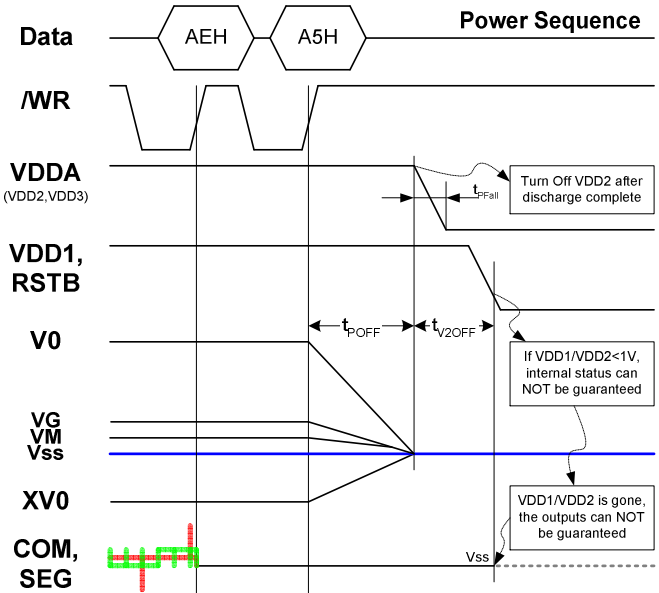 Power Sequence
Data
AEH
A5H
/WR
VDDA
(VDD2,VDD3)
tPFall
Turn Off VDD2 after
discharge complete
VDD1,
RSTB
tPOFF
tV2OFF
V0
If VDD1/VDD2<1V,
internal status can
NOT be guaranteed
VG
VM
Vss
XV0
VDD1/VDD2 is gone,
the outputs can NOT
be guaranteed
COM,
SEG
Vss